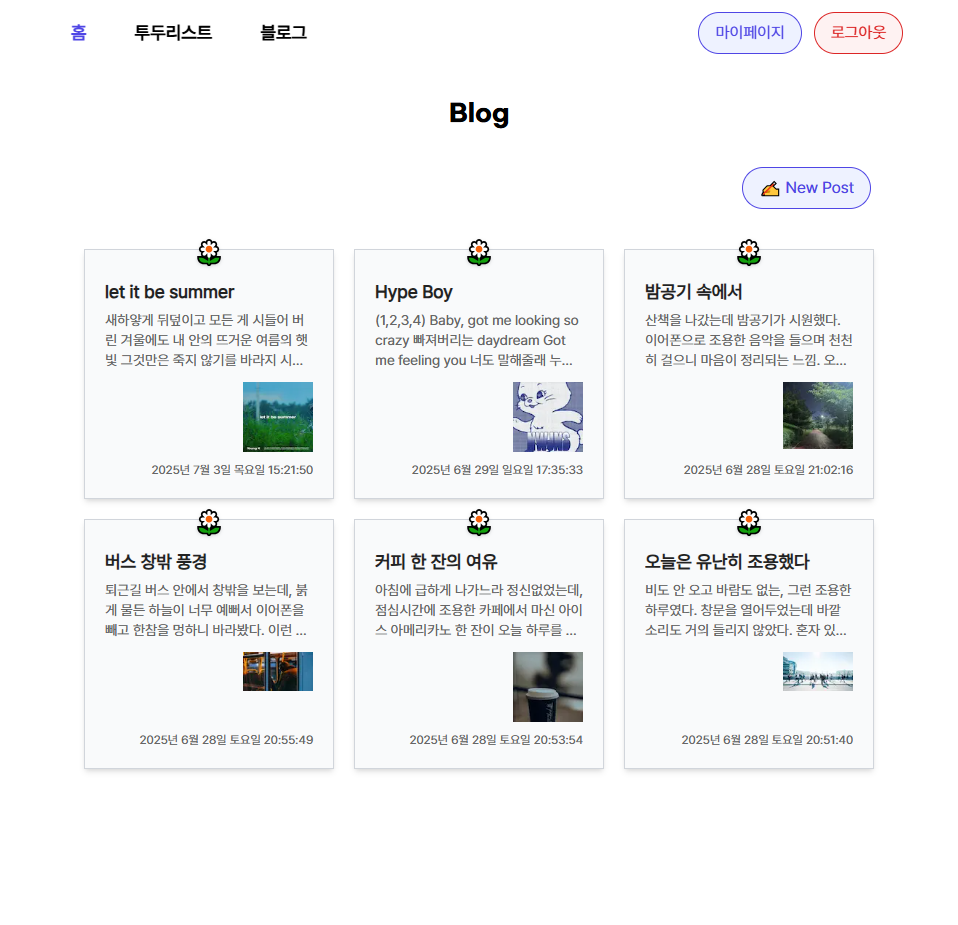 홈 투두리스트 블로그 마이페이지 로그아웃
Blog
✍️ New Post
let it be summer
새하얗게 뒤덮이고 모든 게 시들어 버
린 겨울에도 내 안의 뜨거운 여름의 햇
빛 그것만은 죽지 않기를 바라지 시...
let it be summer
2025년 7월 3일 목요일 15:21:50
Hype Boy
(1,2,3,4) Baby, got me looking so
crazy 빠져버리는 daydream Got
me feeling you 너도 말해줄래 누...
2025년 6월 29일 일요일 17:35:33
밤공기 속에서
산책을 나갔는데 밤공기가 시원했다.
이어폰으로 조용한 음악을 들으며 천천
히 걸으니 마음이 정리되는 느낌. 오...
2025년 6월 28일 토요일 21:02:16
버스 창밖 풍경
퇴근길 버스 안에서 창밖을 보는데, 붉
게 물든 하늘이 너무 예뻐서 이어폰을
빼고 한참을 멍하니 바라봤다. 이런 ...
2025년 6월 28일 토요일 20:55:49
커피 한 잔의 여유
아침에 급하게 나가느라 정신없었는데,
점심시간에 조용한 카페에서 마신 아이
스 아메리카노 한 잔이 오늘 하루를 ...
2025년 6월 28일 토요일 20:53:54
오늘은 유난히 조용했다
비도 안 오고 바람도 없는, 그런 조용한
하루였다. 창문을 열어두었는데 바깥
소리도 거의 들리지 않았다. 혼자 있...
2025년 6월 28일 토요일 20:51:40